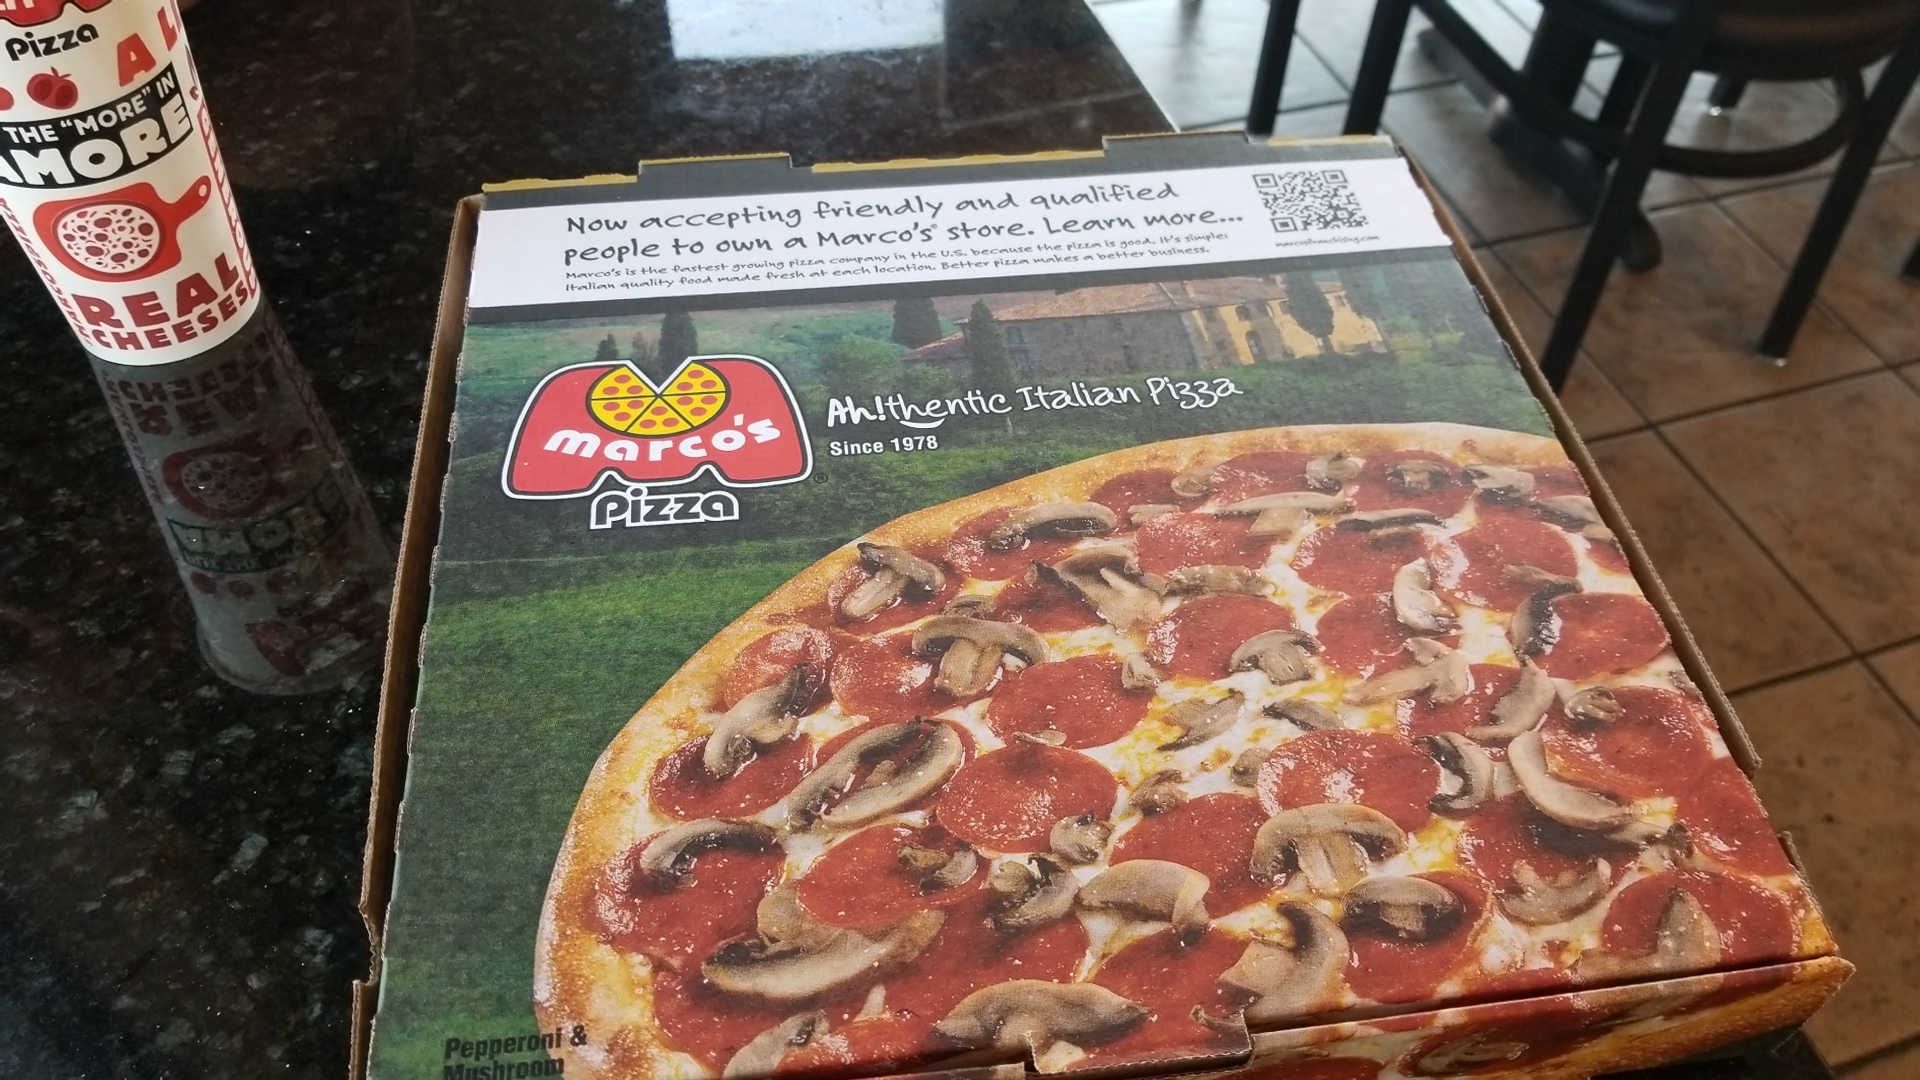 Pizza
THE "MORE" IN
AMORE
REAL
CHEESES
Now accepting friendly and qualified
people to own a Marco's® store. Learn more...
Marco's is the fastest growing pizza company in the U.S. because the pizza is good. It's simple:
Italian quality food made fresh at each location. Better pizza makes a better business.
marcosfranchising.com
marco's
Pizza
Ah!thentic Italian Pizza
Since 1978
Pepperoni &
Mushroom